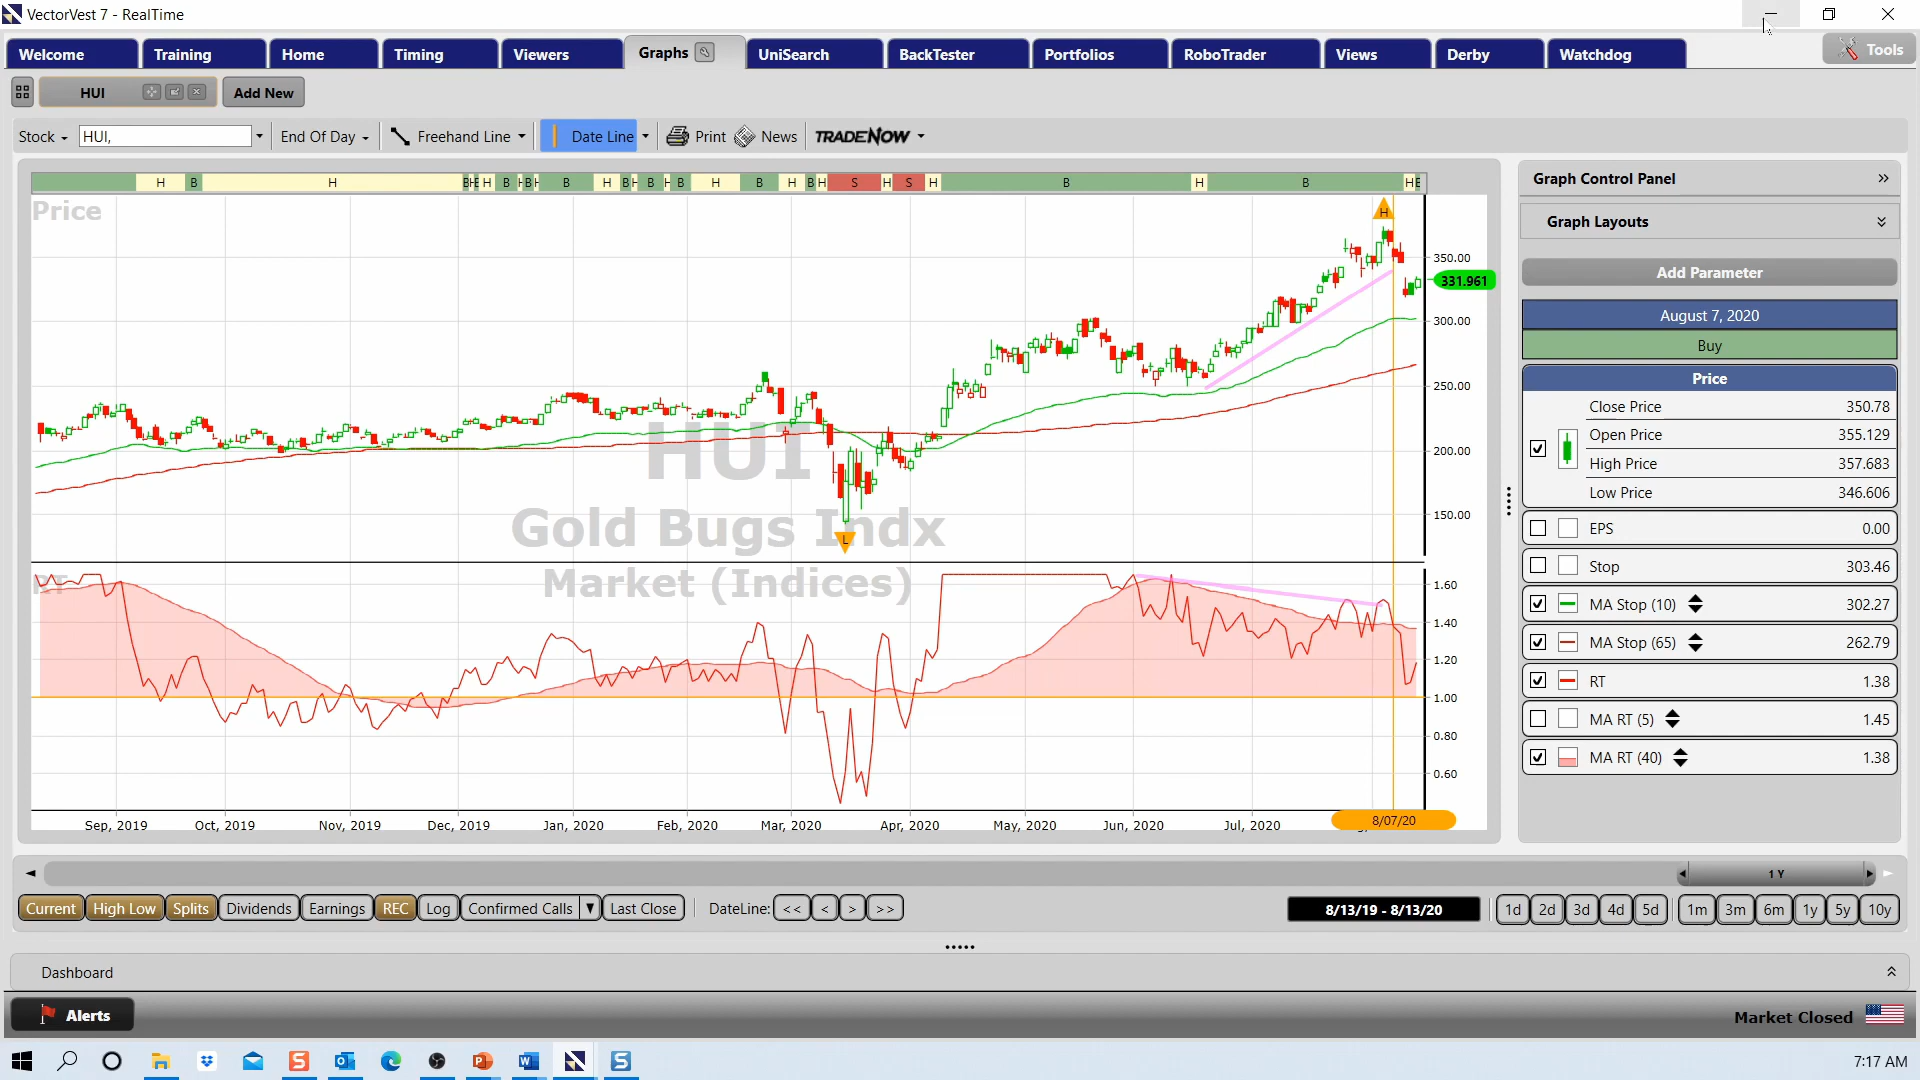 VectorVest 7 - RealTime
Welcome Training Home Timing Viewers Graphs UniSearch BackTester Portfolios RoboTrader Views Derby Watchdog Tools
HUI Add New
Stock HUI, End Of Day Freehand Line Date Line Print News TRADENOW
H B H H B B H B B H B H B H S H S H B H B H
Price
H
350.00
331.961
300.00
250.00
200.00
150.00
HUI
Gold Bugs Indx
Market (Indices)
L
RT
1.60
1.40
1.20
1.00
0.80
0.60
Sep, 2019 Oct, 2019 Nov, 2019 Dec, 2019 Jan, 2020 Feb, 2020 Mar, 2020 Apr, 2020 May, 2020 Jun, 2020 Jul, 2020 8/07/20
Graph Control Panel
Graph Layouts
Add Parameter
August 7, 2020
Buy
Price
Close Price 350.78
Open Price 355.129
High Price 357.683
Low Price 346.606
EPS 0.00
Stop 303.46
MA Stop (10) 302.27
MA Stop (65) 262.79
RT 1.38
MA RT (5) 1.45
MA RT (40) 1.38
1 Y
Current High Low Splits Dividends Earnings REC Log Confirmed Calls Last Close DateLine: << < > >> 8/13/19 - 8/13/20 1d 2d 3d 4d 5d 1m 3m 6m 1y 5y 10y
Dashboard
Alerts Market Closed
7:17 AM